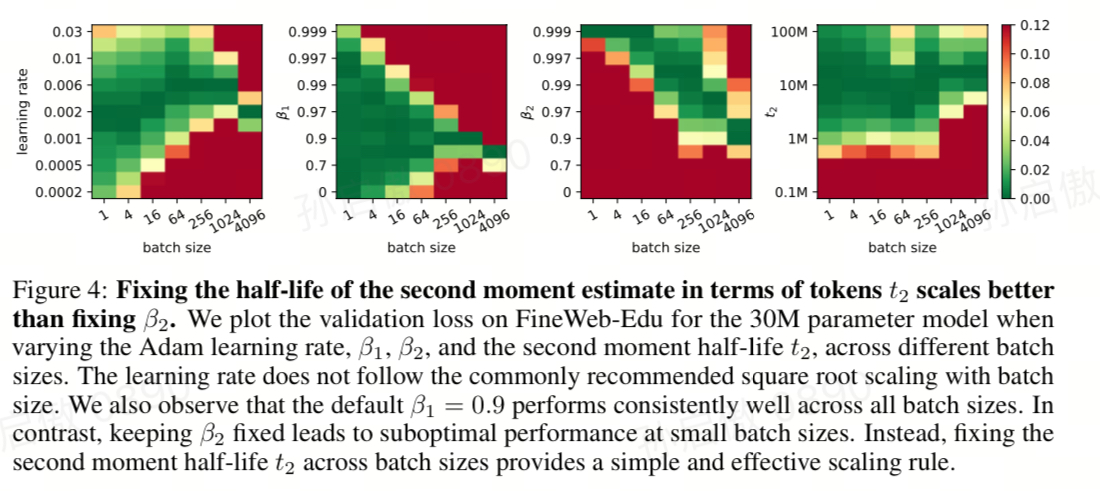 0.03
0.01
0.006
0.002
0.001
0.0005
0.0002
learning rate
1 4 16 64 256 1024 4096
batch size
0.999
0.997
0.99
0.97
0.9
0.7
0
β1
1 4 16 64 256 1024 4096
batch size
0.999
0.997
0.99
0.97
0.9
0.7
0
β2
1 4 16 64 256 1024 4096
batch size
100M
10M
1M
0.1M
t2
1 4 16 64 256 1024 4096
batch size
0.12
0.10
0.08
0.06
0.04
0.02
0.00
Figure 4: Fixing the half-life of the second moment estimate in terms of tokens t2 scales better
than fixing β2. We plot the validation loss on FineWeb-Edu for the 30M parameter model when
varying the Adam learning rate, β1, β2, and the second moment half-life t2, across different batch
sizes. The learning rate does not follow the commonly recommended square root scaling with batch
size. We also observe that the default β1 = 0.9 performs consistently well across all batch sizes. In
contrast, keeping β2 fixed leads to suboptimal performance at small batch sizes. Instead, fixing the
second moment half-life t2 across batch sizes provides a simple and effective scaling rule.